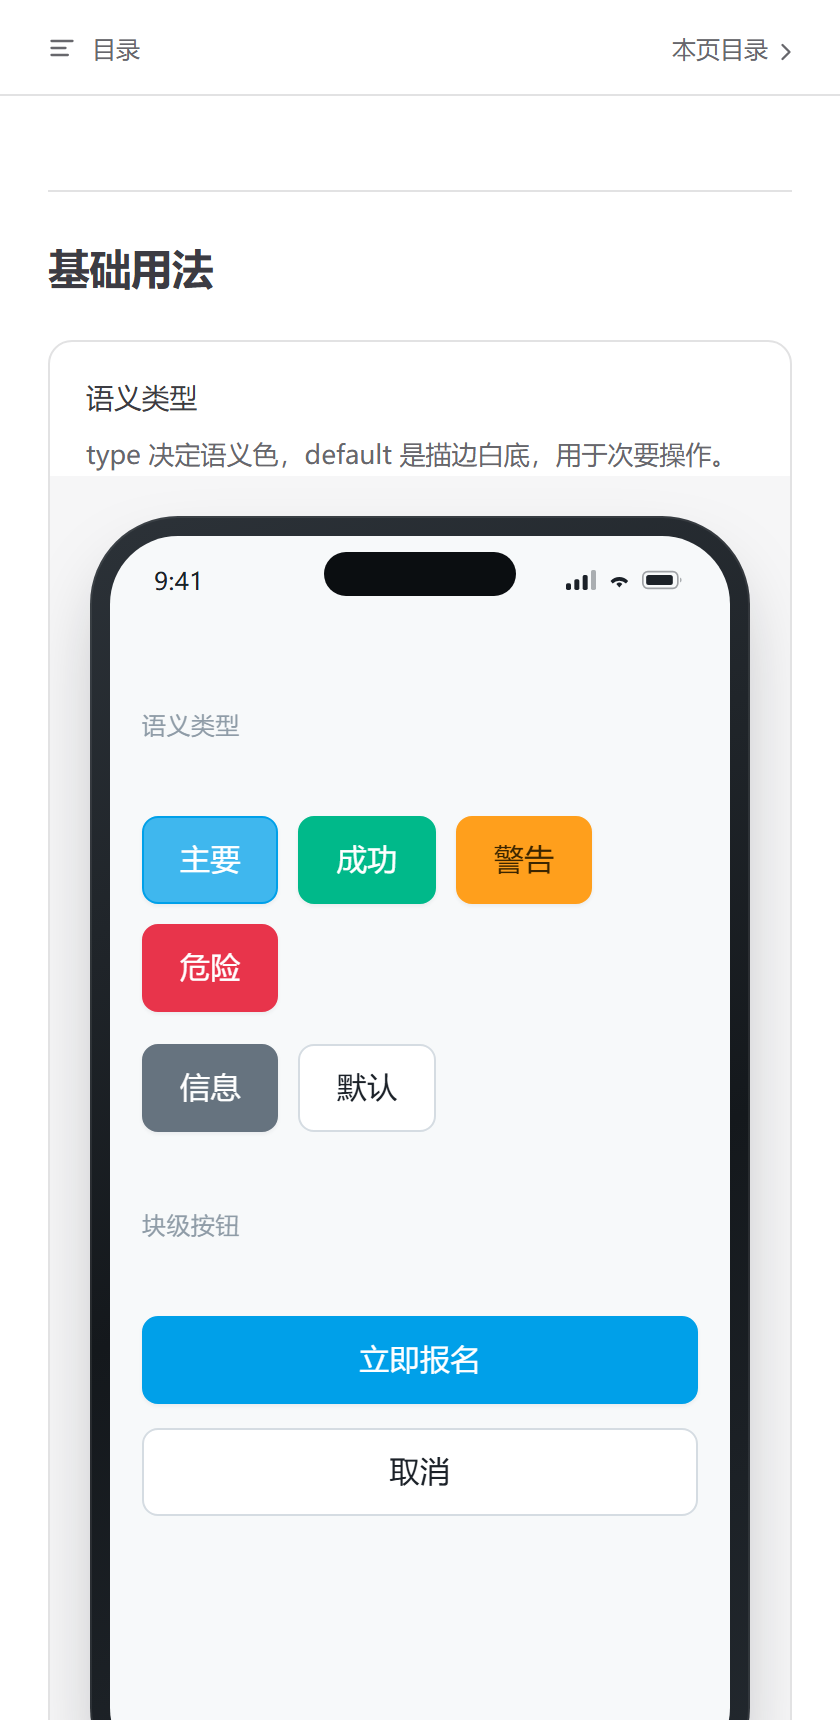 目录
本页目录
基础用法
语义类型
type 决定语义色，default 是描边白底，用于次要操作。
9:41
语义类型
主要
成功
警告
危险
信息
默认
块级按钮
立即报名
取消